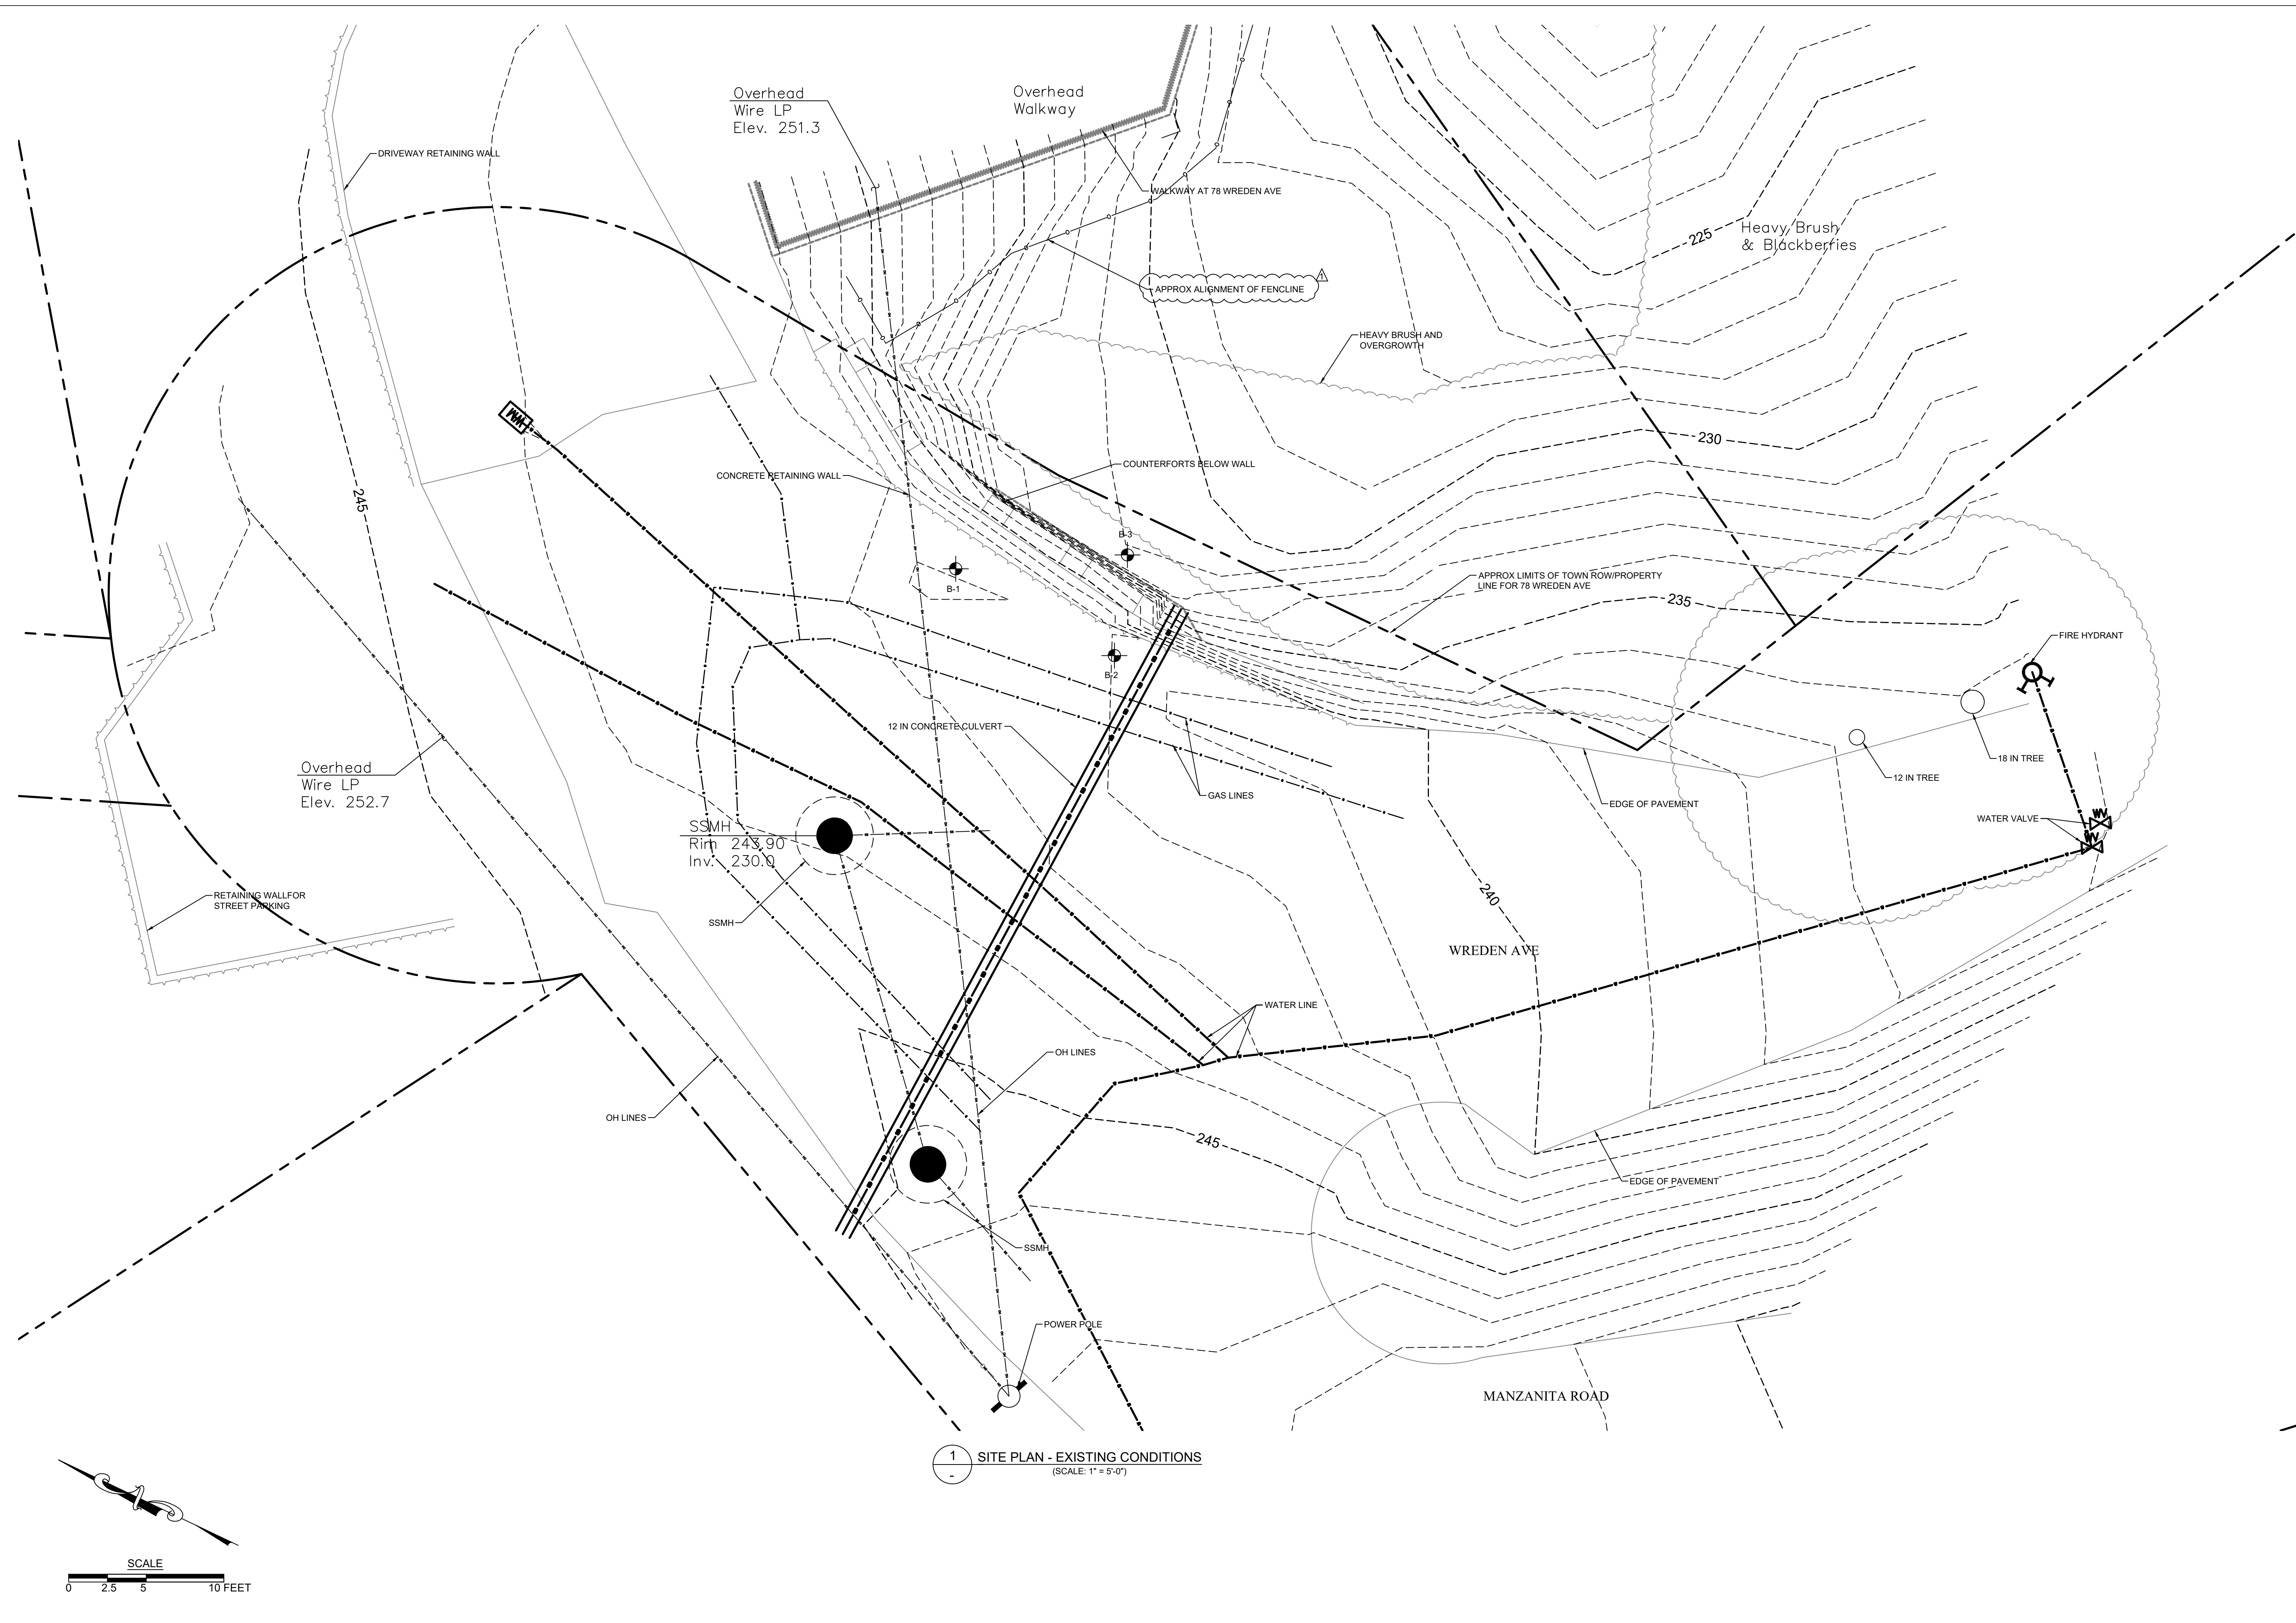 Overhead
Wire LP
Elev. 251.3
Overhead
Walkway
DRIVEWAY RETAINING WALL
WALKWAY AT 78 WREDEN AVE
225
Heavy Brush
& Blackberries
1
APPROX ALIGNMENT OF FENCLINE
HEAVY BRUSH AND
OVERGROWTH
WM
230
COUNTERFORTS BELOW WALL
CONCRETE RETAINING WALL
245
B-3
B-1
APPROX LIMITS OF TOWN ROW/PROPERTY
LINE FOR 78 WREDEN AVE
235
FIRE HYDRANT
B-2
12 IN CONCRETE CULVERT
18 IN TREE
12 IN TREE
Overhead
Wire LP
Elev. 252.7
GAS LINES
EDGE OF PAVEMENT
WV
WATER VALVE
WV
SSMH
Rim 243.90
Inv. 230.0
RETAINING WALLFOR
STREET PARKING
240
SSMH
WREDEN AVE
WATER LINE
OH LINES
OH LINES
245
EDGE OF PAVEMENT
SSMH
POWER POLE
MANZANITA ROAD
1
-
SITE PLAN - EXISTING CONDITIONS
(SCALE: 1" = 5'-0")
SCALE
0 2.5 5 10 FEET